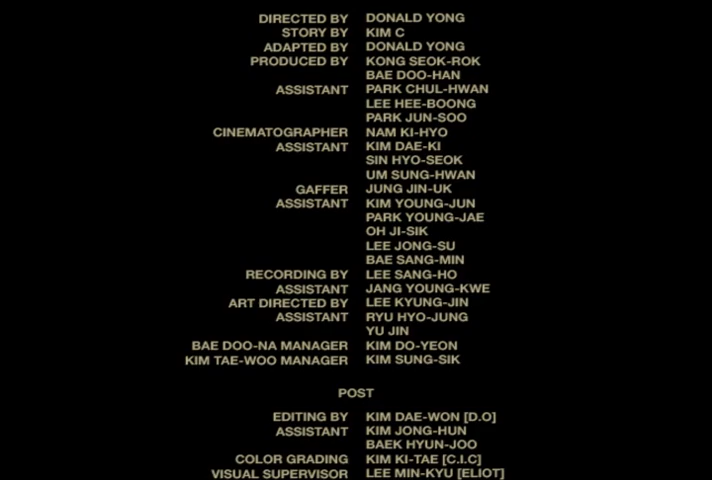 DIRECTED BY DONALD YONG
STORY BY KIM C
ADAPTED BY DONALD YONG
PRODUCED BY KONG SEOK-ROK
BAE DOO-HAN
ASSISTANT PARK CHUL-HWAN
LEE HEE-BOONG
PARK JUN-SOO
CINEMATOGRAPHER NAM KI-HYO
ASSISTANT KIM DAE-KI
SIN HYO-SEOK
UM SUNG-HWAN
GAFFER JUNG JIN-UK
ASSISTANT KIM YOUNG-JUN
PARK YOUNG-JAE
OH JI-SIK
LEE JONG-SU
BAE SANG-MIN
RECORDING BY LEE SANG-HO
ASSISTANT JANG YOUNG-KWE
ART DIRECTED BY LEE KYUNG-JIN
ASSISTANT RYU HYO-JUNG
YU JIN
BAE DOO-NA MANAGER KIM DO-YEON
KIM TAE-WOO MANAGER KIM SUNG-SIK
POST
EDITING BY KIM DAE-WON [D.O]
ASSISTANT KIM JONG-HUN
BAEK HYUN-JOO
COLOR GRADING KIM KI-TAE [C.I.C]
VISUAL SUPERVISOR LEE MIN-KYU [ELIOT]